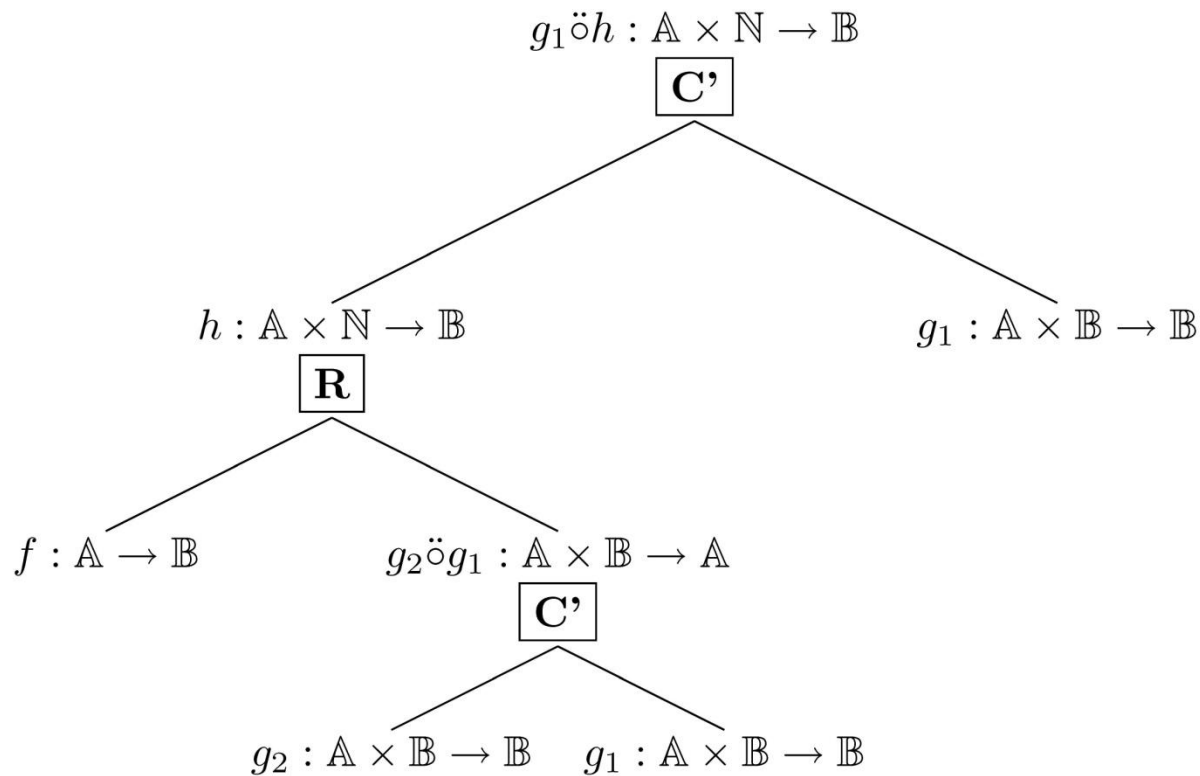 g₁ö̈h : 𝔸 × ℕ → 𝔹
C’
h : 𝔸 × ℕ → 𝔹
g₁ : 𝔸 × 𝔹 → 𝔹
R
f : 𝔸 → 𝔹
g₂ö̈g₁ : 𝔸 × 𝔹 → 𝔸
C’
g₂ : 𝔸 × 𝔹 → 𝔹
g₁ : 𝔸 × 𝔹 → 𝔹